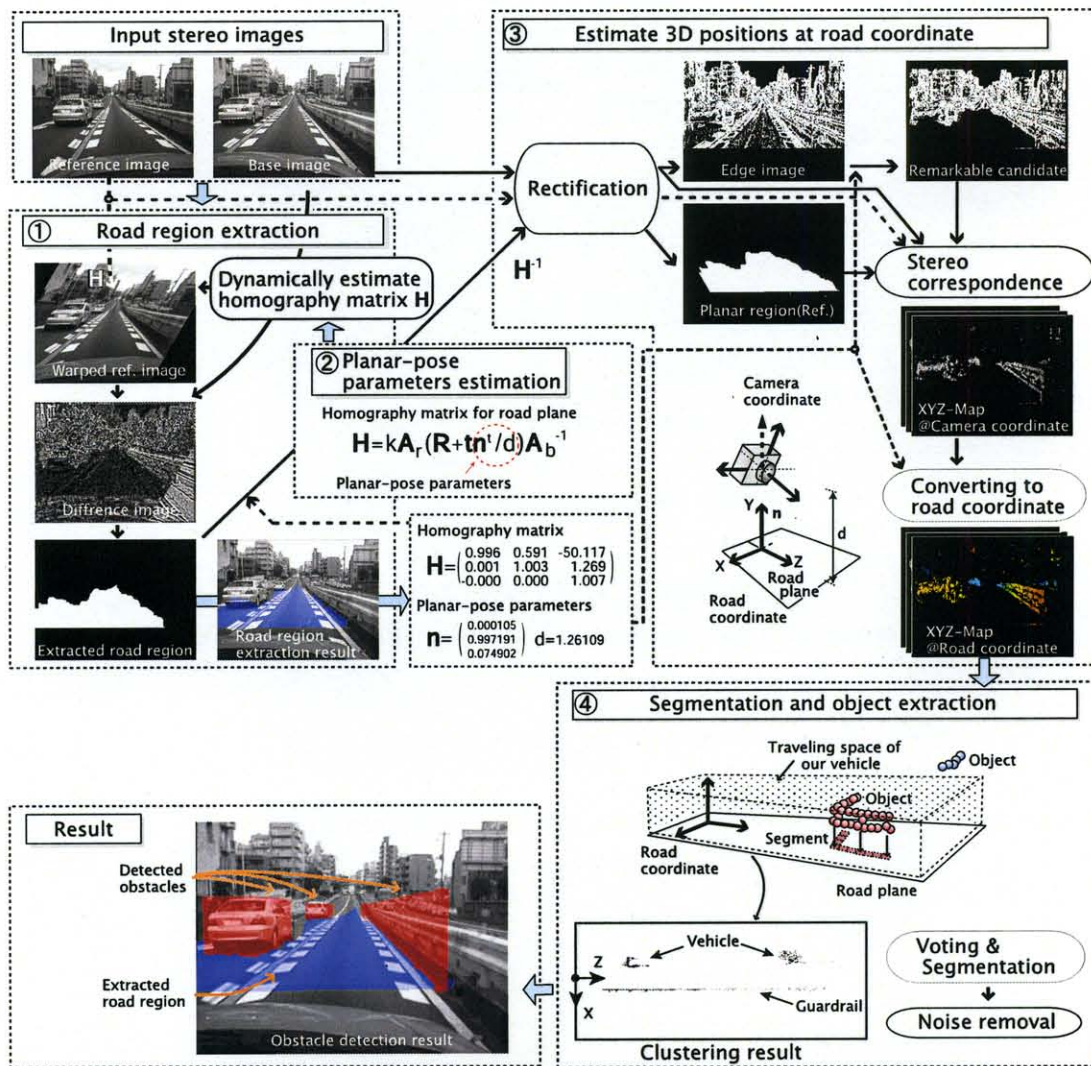 Input stereo images
Reference image
Base image
① Road region extraction
H
Dynamically estimate
homography matrix H
Warped ref. image
Diffrence image
Extracted road region
Road region
extraction result
② Planar-pose
parameters estimation
Homography matrix for road plane
H=kAᵣ(R+tnᵗ/d)A_b⁻¹
Planar-pose parameters
Homography matrix
H=
0.996 0.591 -50.117
0.001 1.003 1.269
-0.000 0.000 1.007
Planar-pose parameters
n=
0.000105
0.997191
0.074902
d=1.26109
③ Estimate 3D positions at road coordinate
Rectification
H⁻¹
Edge image
Remarkable candidate
Planar region(Ref.)
Stereo
correspondence
Camera
coordinate
Y
n
d
X
Z
Road
plane
Road
coordinate
XYZ-Map
@Camera coordinate
Converting to
road coordinate
XYZ-Map
@Road coordinate
④ Segmentation and object extraction
Traveling space of
our vehicle
Object
Object
Segment
Road
coordinate
Road plane
Z
X
Vehicle
Guardrail
Clustering result
Voting &
Segmentation
Noise removal
Result
Detected
obstacles
Extracted
road region
Obstacle detection result